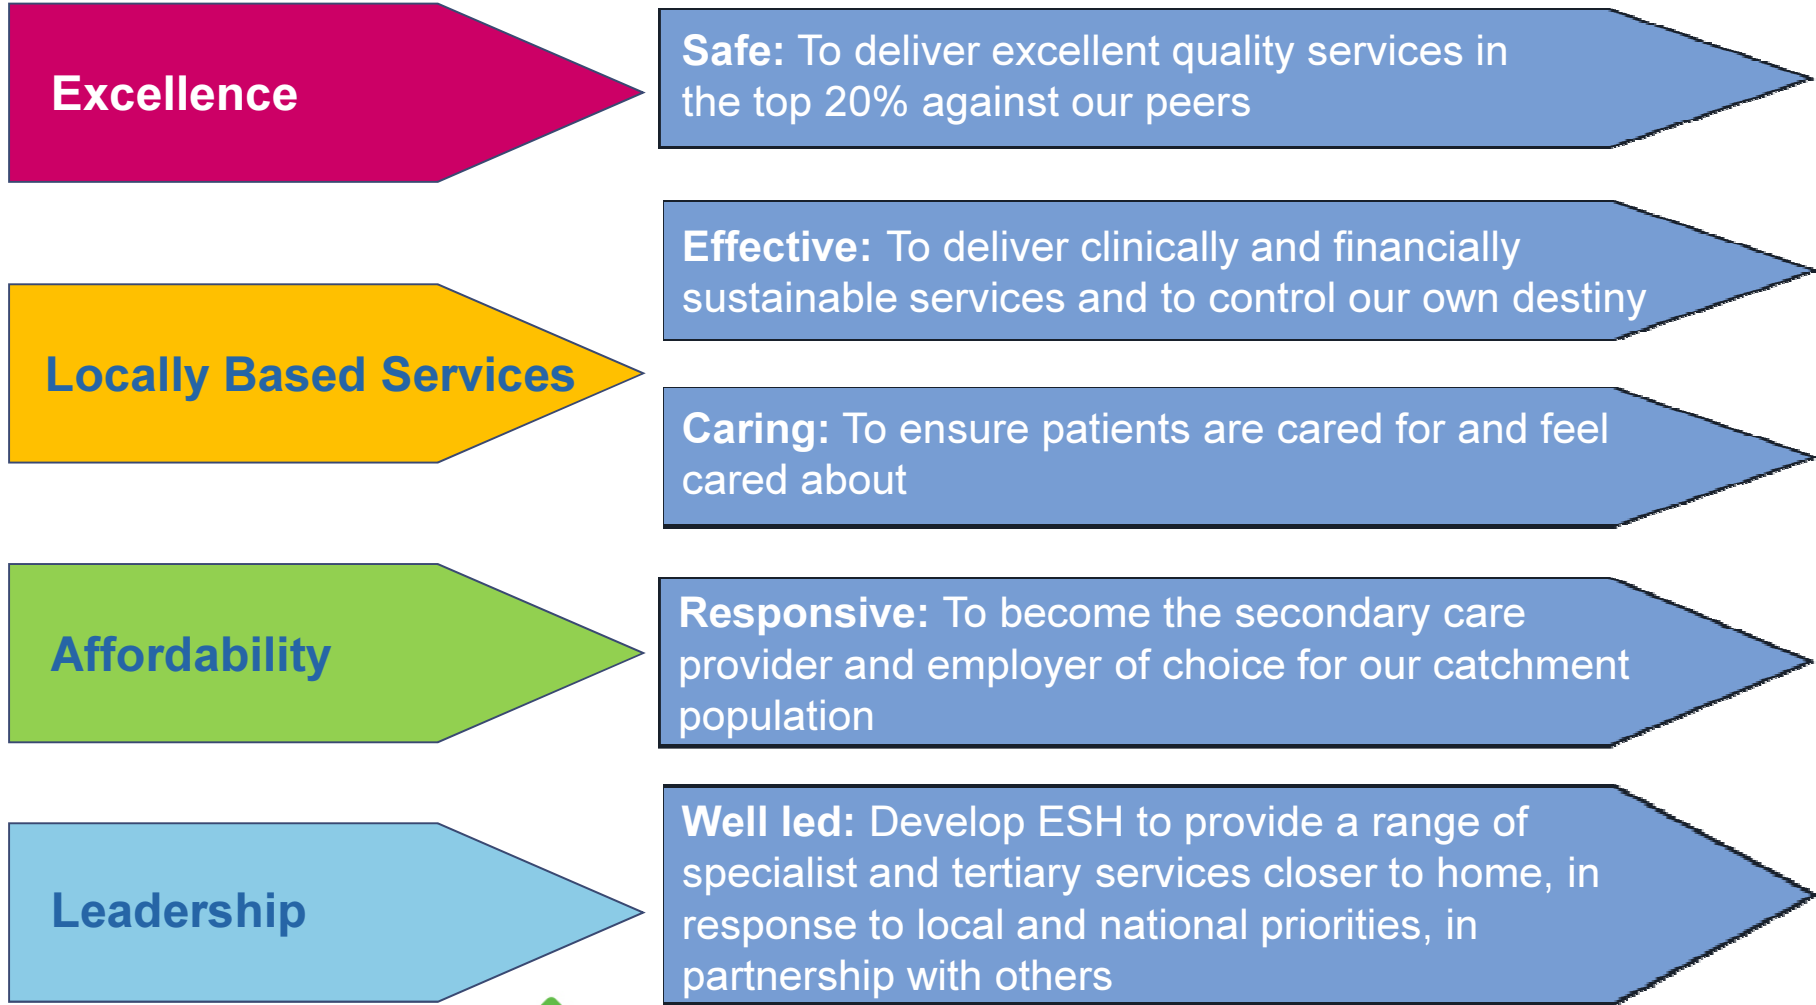 Excellence
Safe: To deliver excellent quality services in
the top 20% against our peers
Locally Based Services
Effective: To deliver clinically and financially
sustainable services and to control our own destiny
Caring: To ensure patients are cared for and feel
cared about
Affordability
Responsive: To become the secondary care
provider and employer of choice for our catchment
population
Leadership
Well led: Develop ESH to provide a range of
specialist and tertiary services closer to home, in
response to local and national priorities, in
partnership with others